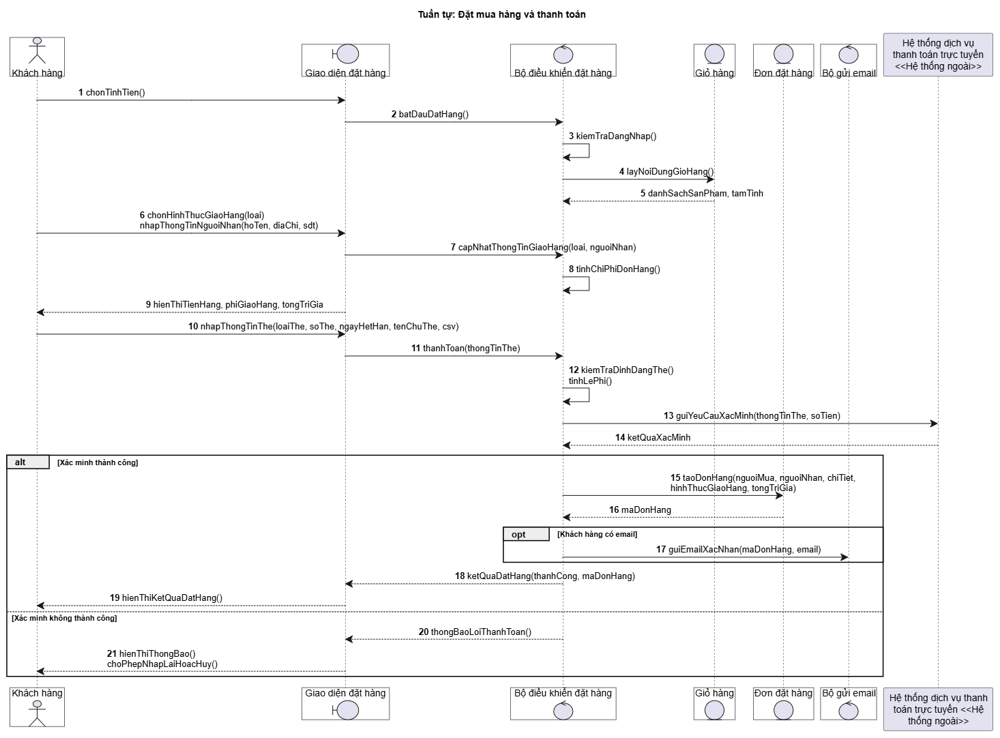 Tuần tự: Đặt mua hàng và thanh toán
Khách hàng
Giao diện đặt hàng
Bộ điều khiển đặt hàng
Giỏ hàng
Đơn đặt hàng
Bộ gửi email
Hệ thống dịch vụ
thanh toán trực tuyến
<<Hệ thống ngoài>>
1 chonTinhTien()
2 batDauDatHang()
3 kiemTraDangNhap()
4 layNoiDungGioHang()
5 danhSachSanPham, tamTinh
6 chonHinhThucGiaoHang(loai)
nhapThongTinNguoiNhan(hoTen, diaChi, sdt)
7 capNhatThongTinGiaoHang(loai, nguoiNhan)
8 tinhChiPhiDonHang()
9 hienThiTienHang, phiGiaoHang, tongTriGia
10 nhapThongTinThe(loaiThe, soThe, ngayHetHan, tenChuThe, csv)
11 thanhToan(thongTinThe)
12 kiemTraDinhDangThe()
tinhLePhi()
13 guiYeuCauXacMinh(thongTinThe, soTien)
14 ketQuaXacMinh
alt [Xác minh thành công]
15 taoDonHang(nguoiMua, nguoiNhan, chiTiet,
hinhThucGiaoHang, tongTriGia)
16 maDonHang
opt [Khách hàng có email]
17 guiEmailXacNhan(maDonHang, email)
18 ketQuaDatHang(thanhCong, maDonHang)
19 hienThiKetQuaDatHang()
[Xác minh không thành công]
20 thongBaoLoiThanhToan()
21 hienThiThongBao()
choPhepNhapLaiHoacHuy()
Khách hàng
Giao diện đặt hàng
Bộ điều khiển đặt hàng
Giỏ hàng
Đơn đặt hàng
Bộ gửi email
Hệ thống dịch vụ thanh
toán trực tuyến <<Hệ
thống ngoài>>